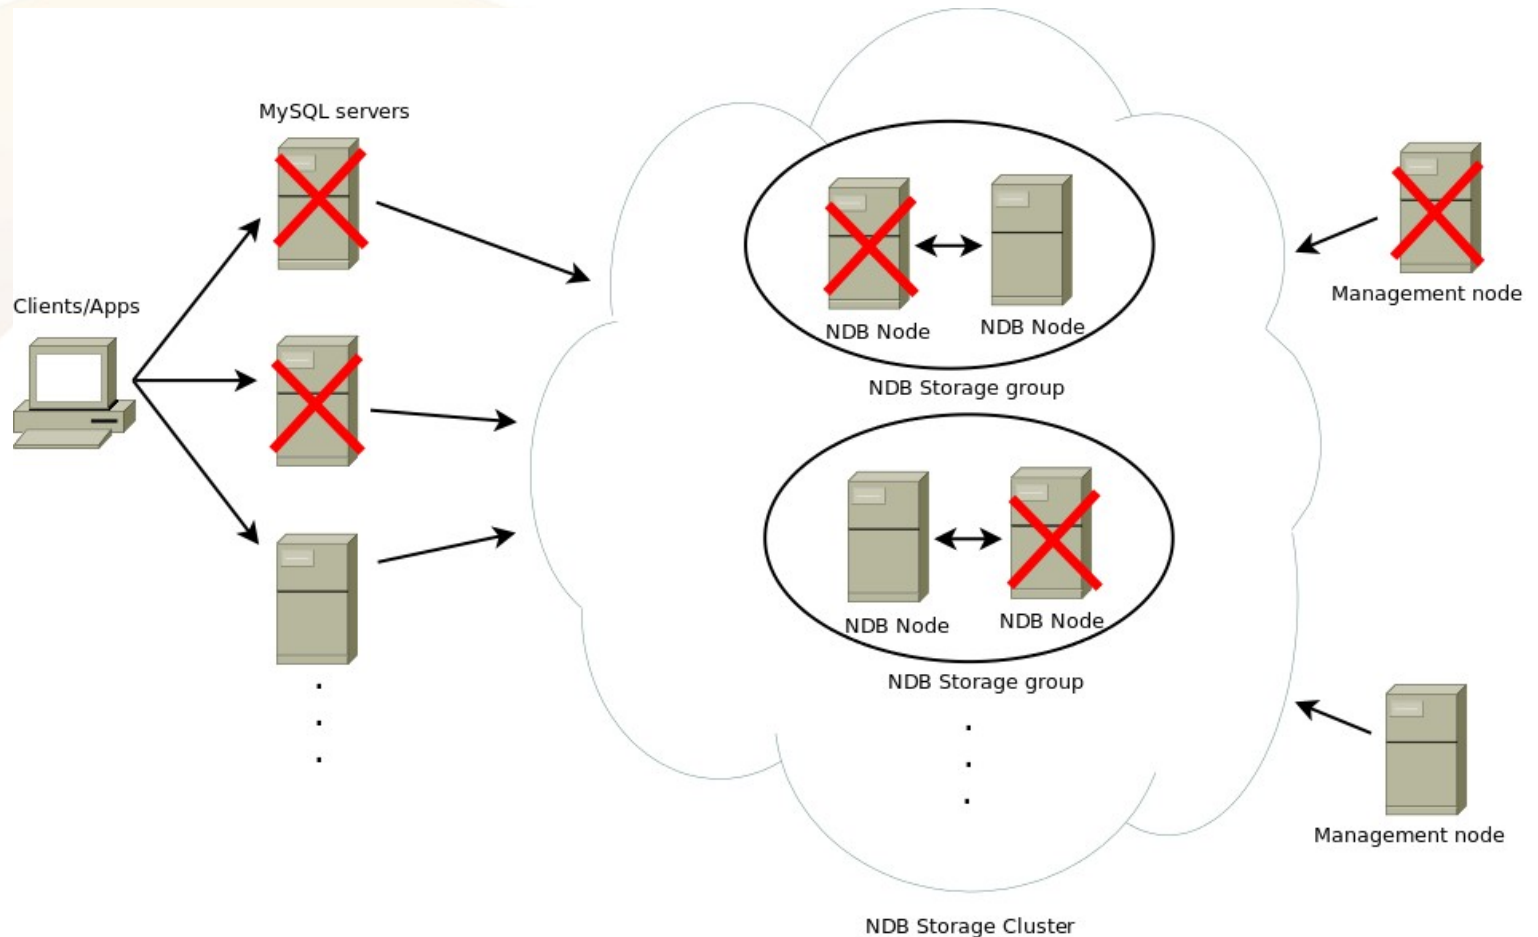 MySQL servers
Clients/Apps
NDB Node
NDB Node
NDB Storage group
NDB Node
NDB Node
NDB Storage group
.
.
.
.
.
.
Management node
Management node
NDB Storage Cluster